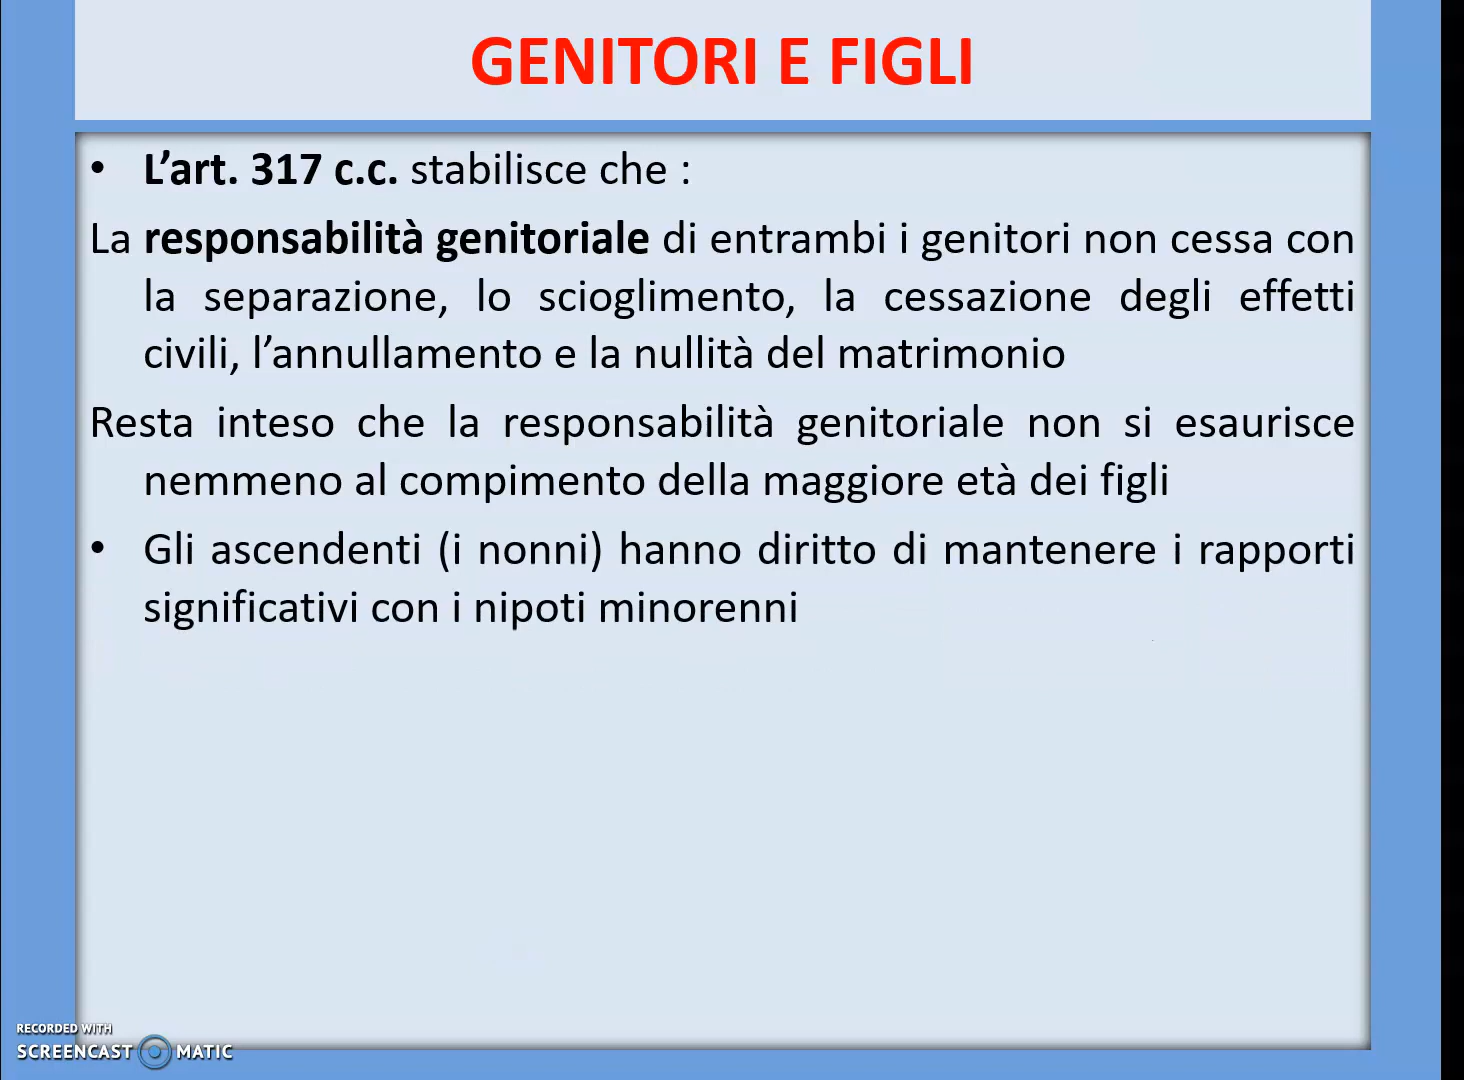 GENITORI E FIGLI
• L’art. 317 c.c. stabilisce che :
La responsabilità genitoriale di entrambi i genitori non cessa con
la separazione, lo scioglimento, la cessazione degli effetti
civili, l’annullamento e la nullità del matrimonio
Resta inteso che la responsabilità genitoriale non si esaurisce
nemmeno al compimento della maggiore età dei figli
• Gli ascendenti (i nonni) hanno diritto di mantenere i rapporti
significativi con i nipoti minorenni
RECORDED WITH
SCREENCAST MATIC